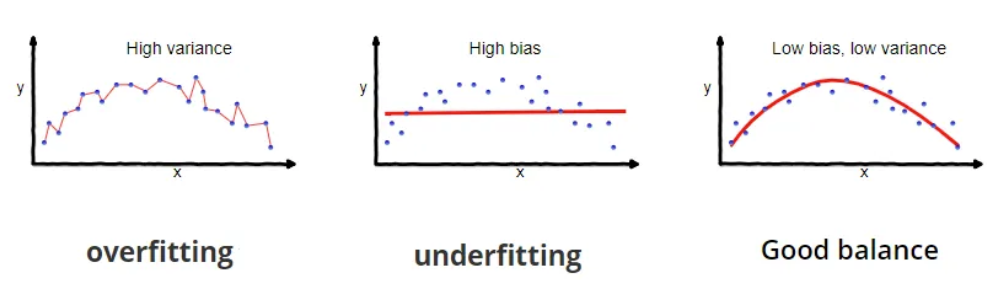 High variance
y
x
overfitting
High bias
y
x
underfitting
Low bias, low variance
y
x
Good balance